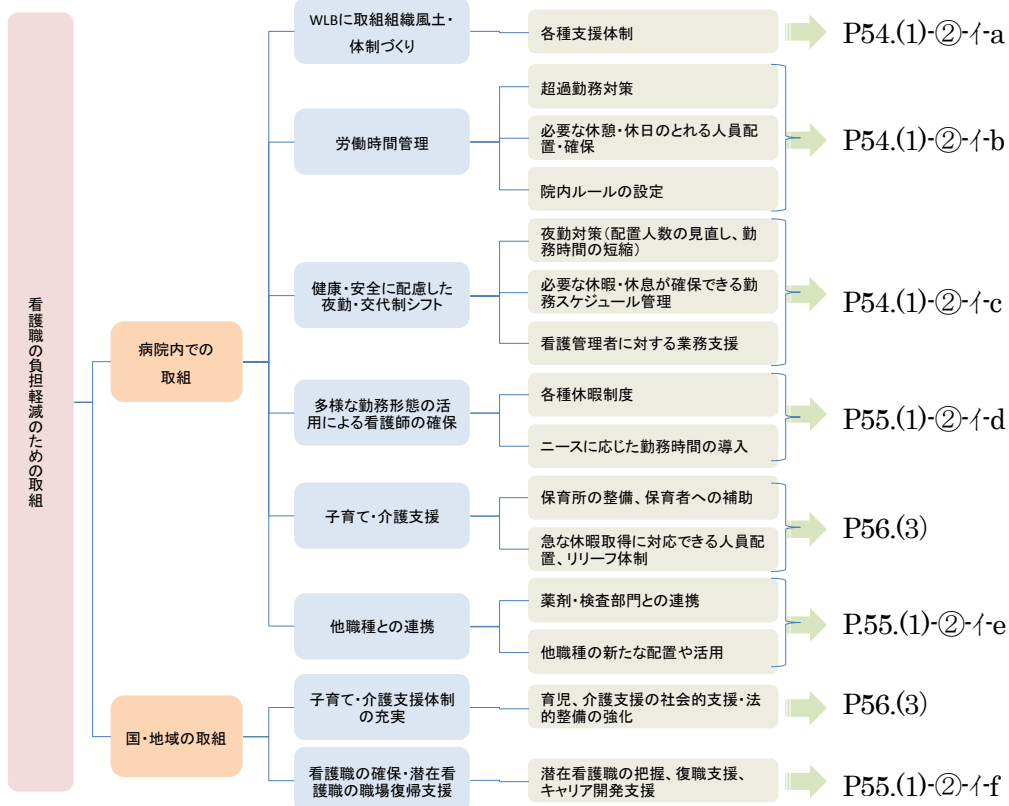 看護職の負担軽減のための取組
病院内での
取組
WLBに取組組織風土・
体制づくり
各種支援体制
P54.(1)-②-イ-a
労働時間管理
超過勤務対策
必要な休憩・休日のとれる人員配
置・確保
院内ルールの設定
P54.(1)-②-イ-b
健康・安全に配慮した
夜勤・交代制シフト
夜勤対策(配置人数の見直し、勤
務時間の短縮)
必要な休暇・休息が確保できる勤
務スケジュール管理
看護管理者に対する業務支援
P54.(1)-②-イ-c
多様な勤務形態の活
用による看護師の確保
各種休暇制度
ニースに応じた勤務時間の導入
P55.(1)-②-イ-d
子育て・介護支援
保育所の整備、保育者への補助
急な休暇取得に対応できる人員配
置、リリーフ体制
P56.(3)
他職種との連携
薬剤・検査部門との連携
他職種の新たな配置や活用
P.55.(1)-②-イ-e
国・地域の取組
子育て・介護支援体制
の充実
育児、介護支援の社会的支援・法
的整備の強化
P56.(3)
看護職の確保・潜在看
護職の職場復帰支援
潜在看護職の把握、復職支援、
キャリア開発支援
P55.(1)-②-イ-f